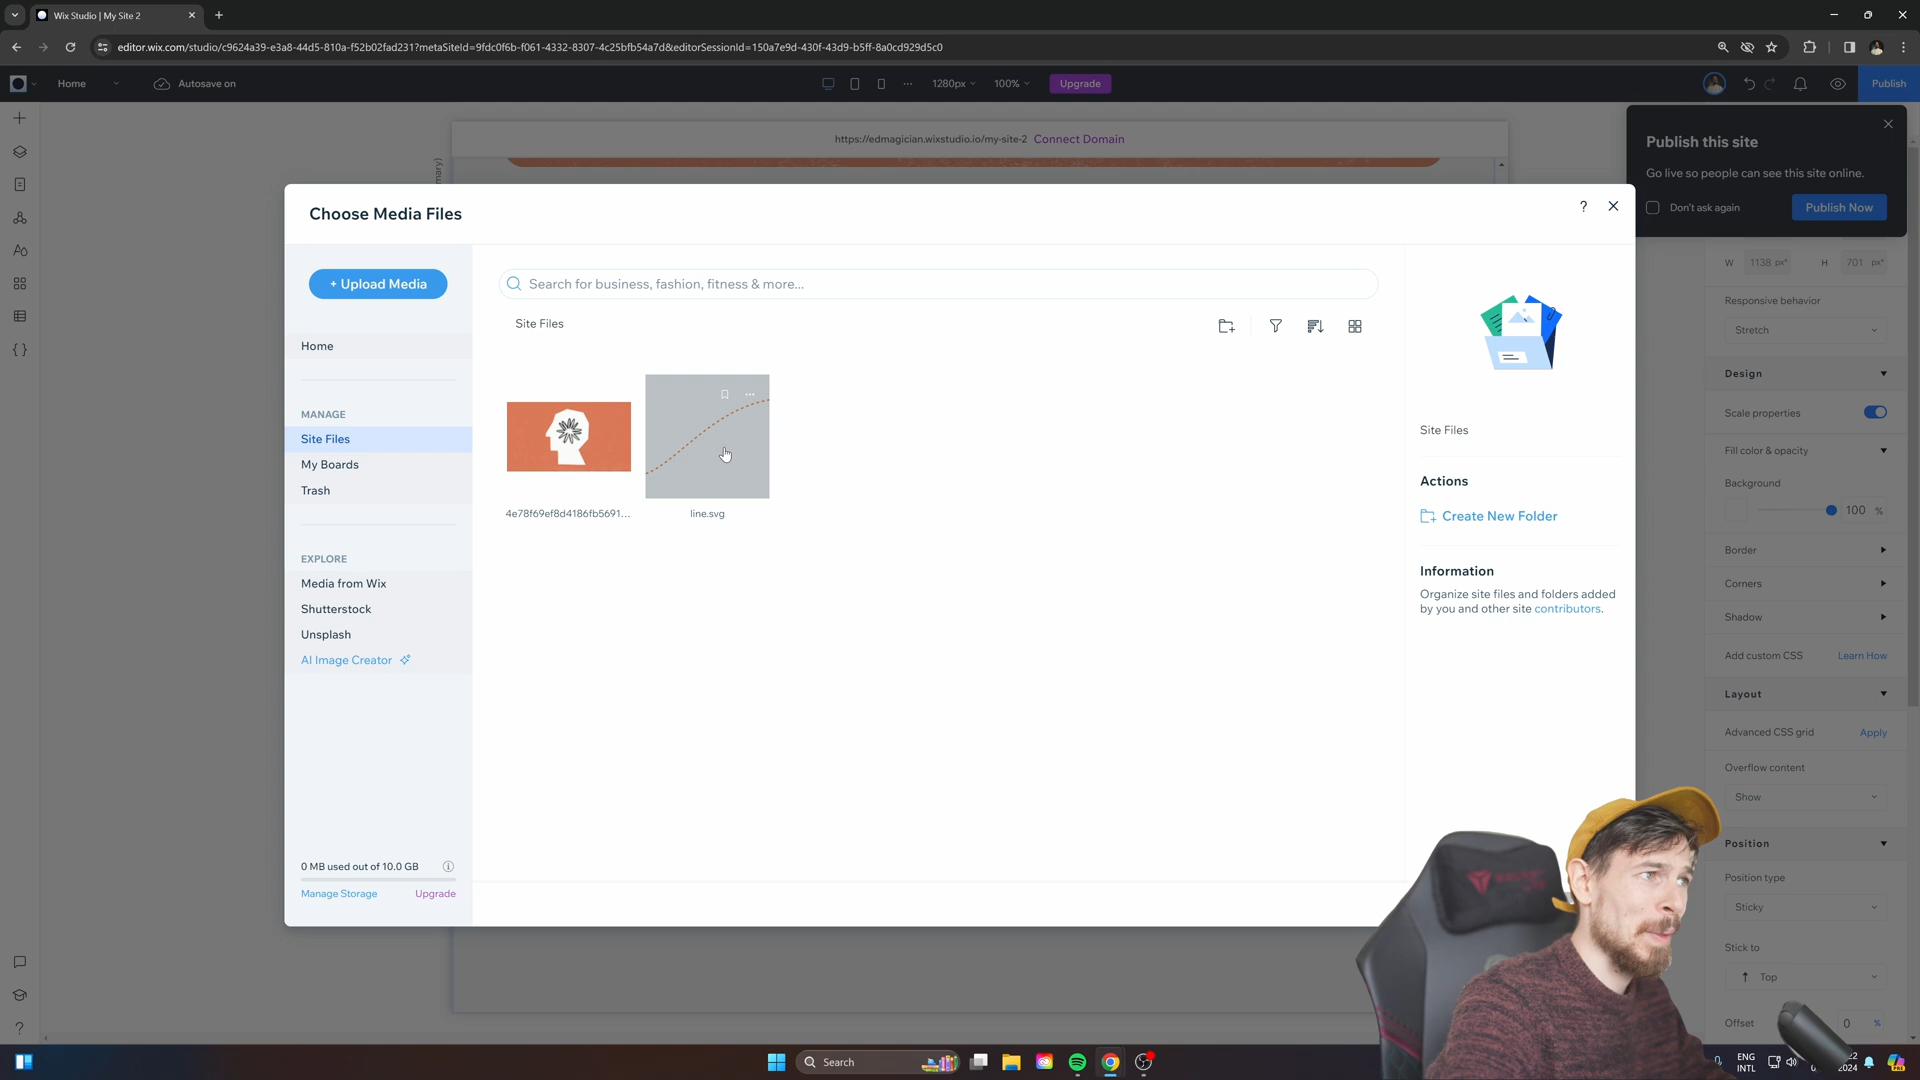 Wix Studio | My Site 2
editor.wix.com/studio/c9624a39-e3a8-44d5-810a-f52b02fad231?metaSiteId=9fdc0f6b-f061-4332-8307-4c25bfb54a7d&editorSessionId=150a7e9d-430f-43d9-b5ff-8a0cd929d5c0
Home
Autosave on
1280px
100%
Upgrade
Publish
https://edmagician.wixstudio.io/my-site-2 Connect Domain
Publish this site
Go live so people can see this site online.
Don't ask again
Publish Now
Choose Media Files
?
+ Upload Media
Search for business, fashion, fitness & more...
Site Files
Home
MANAGE
Site Files
My Boards
Trash
EXPLORE
Media from Wix
Shutterstock
Unsplash
AI Image Creator
0 MB used out of 10.0 GB
Manage Storage
Upgrade
4e78f69ef8d4186fb5691...
line.svg
Site Files
Actions
Create New Folder
Information
Organize site files and folders added
by you and other site contributors.
W 1138 px* H 701 px*
Responsive behavior
Stretch
Design
Scale properties
Fill color & opacity
Background
100 %
Border
Corners
Shadow
Add custom CSS Learn How
Layout
Advanced CSS grid Apply
Overflow content
Show
Position
Position type
Sticky
Stick to
Top
Offset 0 %
?
Search
ENG
INTL
2024